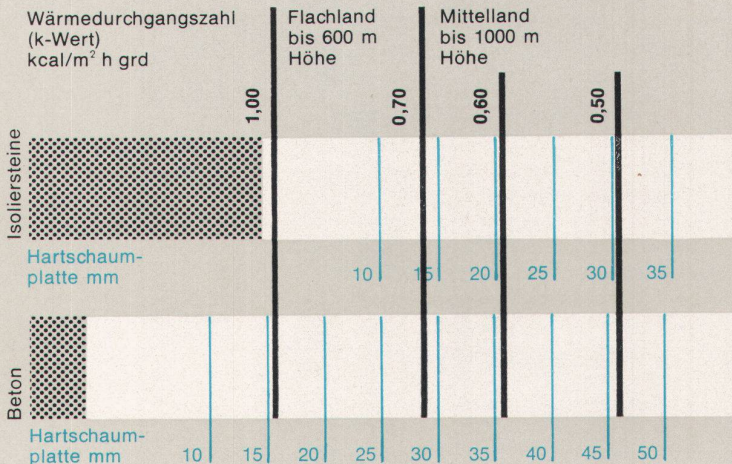 Wärmedurchgangszahl
(k-Wert)
kcal/m² h grd
Flachland
bis 600 m
Höhe
Mittelland
bis 1000 m
Höhe
1,00
0,70
0,60
0,50
Isoliersteine
Hartschaum-
platte mm
10 15 20 25 30 35
Beton
Hartschaum-
platte mm
10 15 20 25 30 35 40 45 50